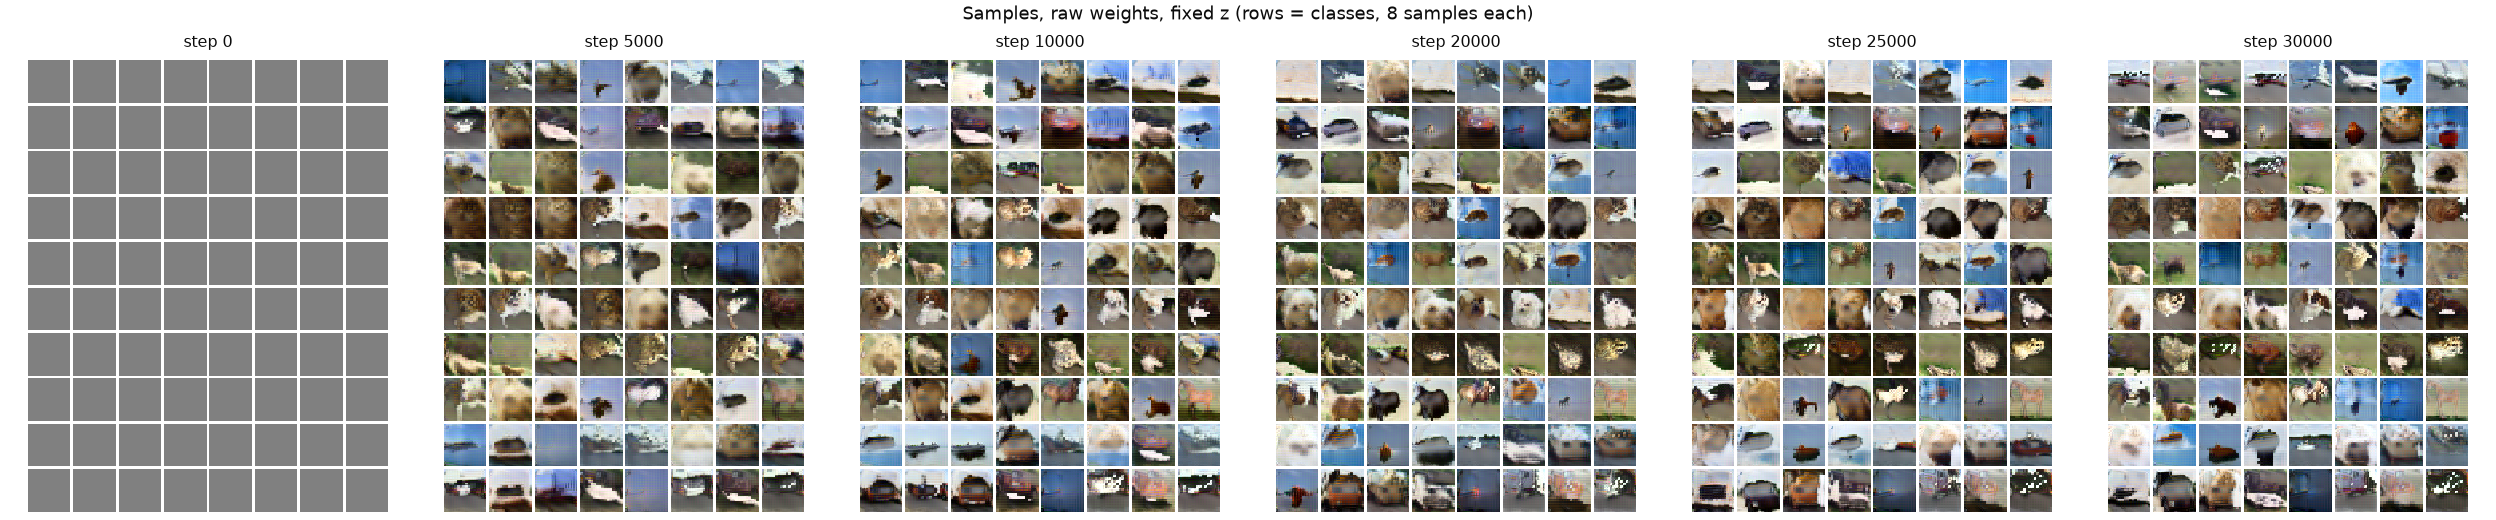 Samples, raw weights, fixed z (rows = classes, 8 samples each)
step 0
step 5000
step 10000
step 20000
step 25000
step 30000